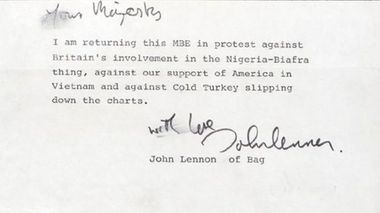 Your Majesty
I am returning this MBE in protest against
Britain's involvement in the Nigeria-Biafra
thing, against our support of America in
Vietnam and against Cold Turkey slipping
down the charts.
with love
John Lennon.
John Lennon of Bag